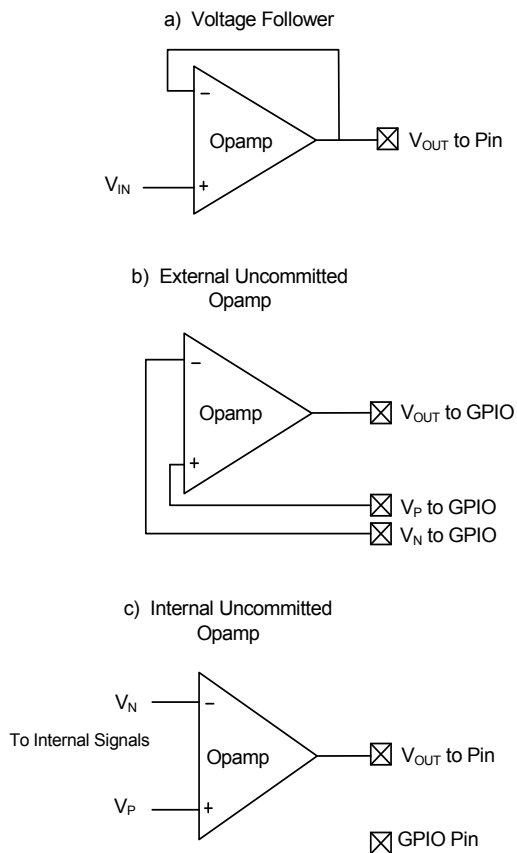 a) Voltage Follower
−
Opamp
VOUT to Pin
VIN
+
b) External Uncommitted
Opamp
−
Opamp
VOUT to GPIO
+
VP to GPIO
VN to GPIO
c) Internal Uncommitted
Opamp
VN
−
To Internal Signals
Opamp
VOUT to Pin
VP
+
GPIO Pin